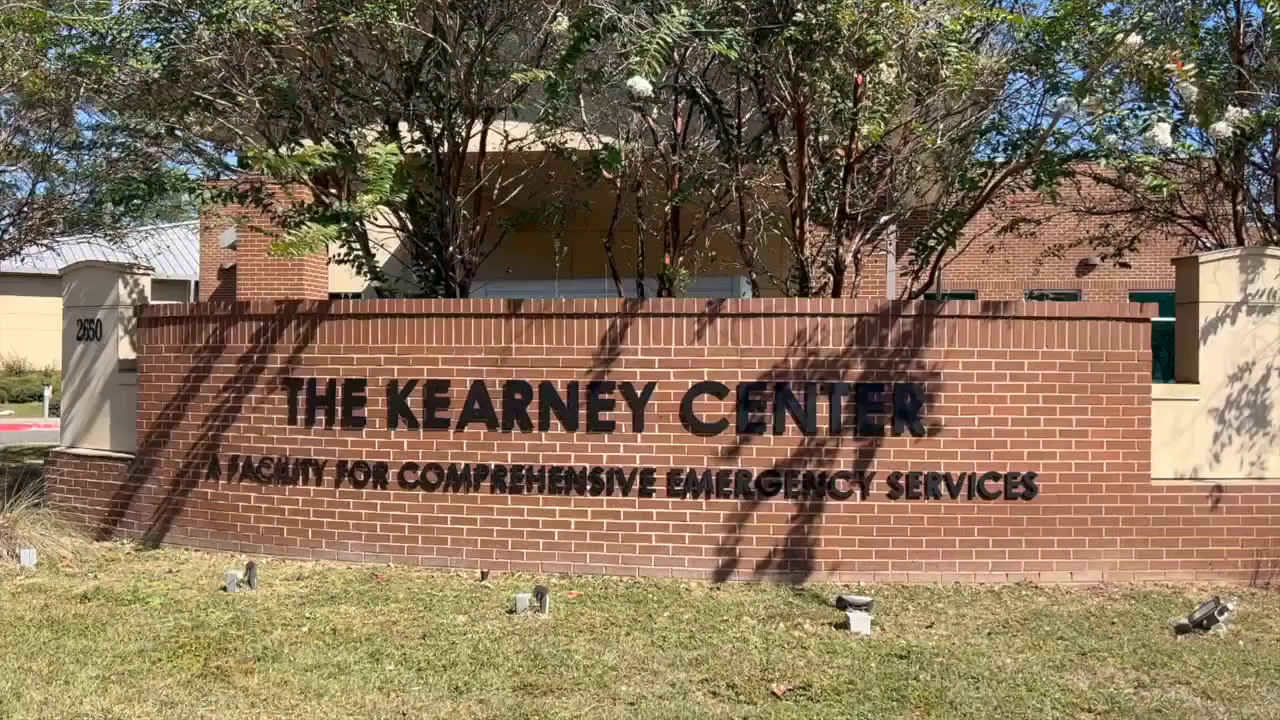 2650
THE KEARNEY CENTER
A FACILITY FOR COMPREHENSIVE EMERGENCY SERVICES